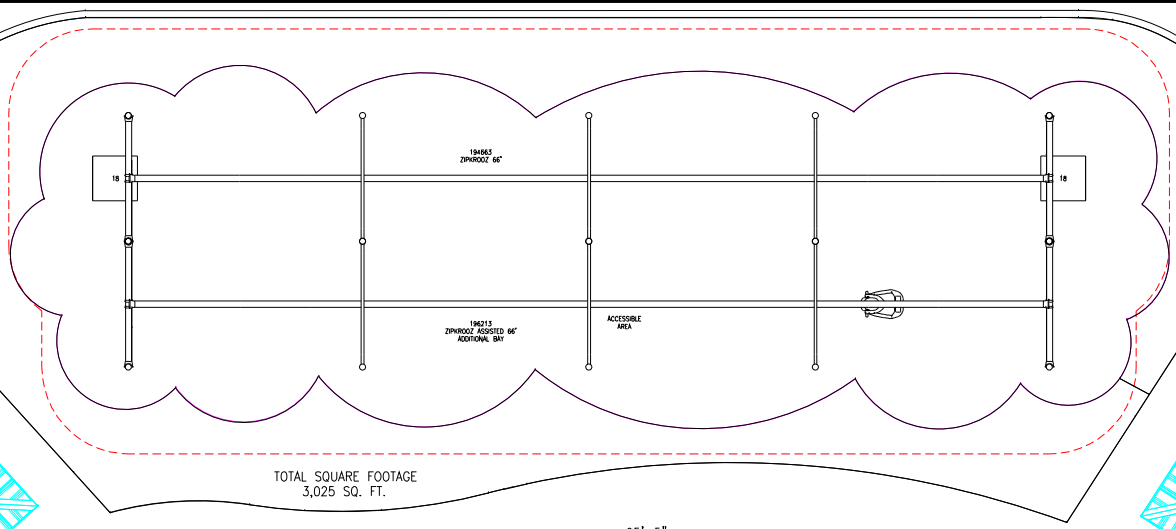 194663
ZIPKROOZ 66"
18
18
196213
ZIPKROOZ ASSISTED 66"
ADDITIONAL BAY
ACCESSIBLE
AREA
TOTAL SQUARE FOOTAGE
3,025 SQ. FT.